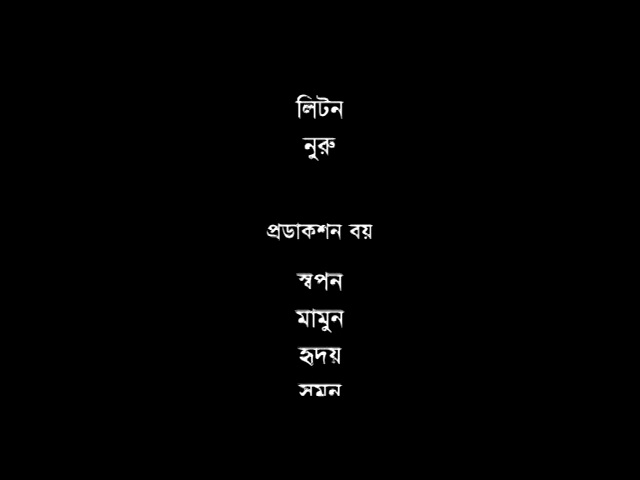 লিটন
নুরু
প্রডাকশন বয়
স্বপন
মামুন
হৃদয়